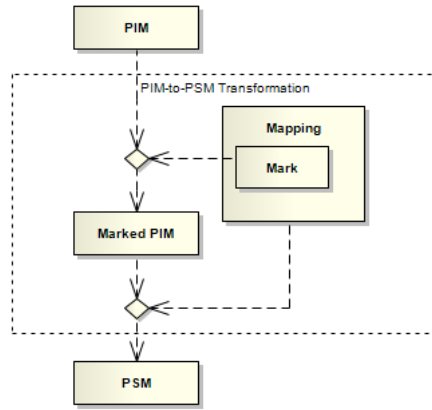 PIM
PIM-to-PSM Transformation
Mapping
Mark
Marked PIM
PSM